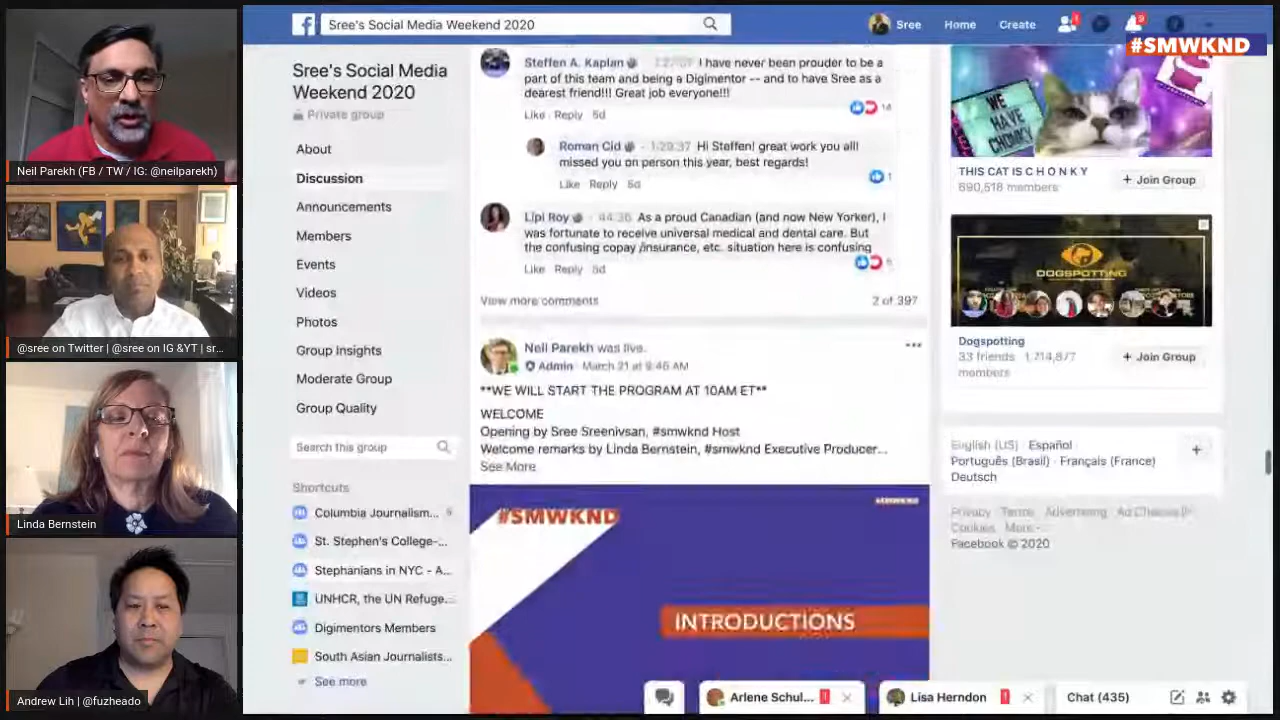 Neil Parekh (FB / TW / IG: @neilparekh)
@sree on Twitter | @sree on IG &YT | sr...
Linda Bernstein
Andrew Lih | @fuzheado
Sree's Social Media Weekend 2020
Sree
Home
Create
#SMWKND
Sree's Social Media
Weekend 2020
Private group
About
Discussion
Announcements
Members
Events
Videos
Photos
Group Insights
Moderate Group
Group Quality
Search this group
Shortcuts
Columbia Journalism...
St. Stephen's College-...
Stephanians in NYC - A...
UNHCR, the UN Refuge...
Digimentors Members
South Asian Journalists...
See more
Steffen A. Kaplan I have never been prouder to be a
part of this team and being a Digimentor -- and to have Sree as a
dearest friend!!! Great job everyone!!!
Like Reply 5d
14
Roman Cid · 1:29:37 Hi Steffen! great work you all!
missed you on person this year, best regards!
Like Reply 5d
1
Lipi Roy · 44:36 As a proud Canadian (and now New Yorker), I
was fortunate to receive universal medical and dental care. But
the confusing copay /insurance, etc. situation here is confusing
Like Reply 5d
View more comments
2 of 397
Neil Parekh was live.
Admin · March 21 at 9:46 AM
**WE WILL START THE PROGRAM AT 10AM ET**
WELCOME
Opening by Sree Sreenivsan, #smwknd Host
Welcome remarks by Linda Bernstein, #smwknd Executive Producer...
See More
#SMWKND
#SMWKND
INTRODUCTIONS
WE
HAVE
CHONKY
THIS CAT IS C H O N K Y
690,518 members
+ Join Group
DOGSPOTTING
Dogspotting
33 friends · 1,714,877
members
+ Join Group
English (US) · Español
Português (Brasil) · Français (France)
Deutsch
+
Privacy · Terms · Advertising · Ad Choices
Cookies · More
Facebook © 2020
Arlene Schul...
Lisa Herndon
Chat (435)